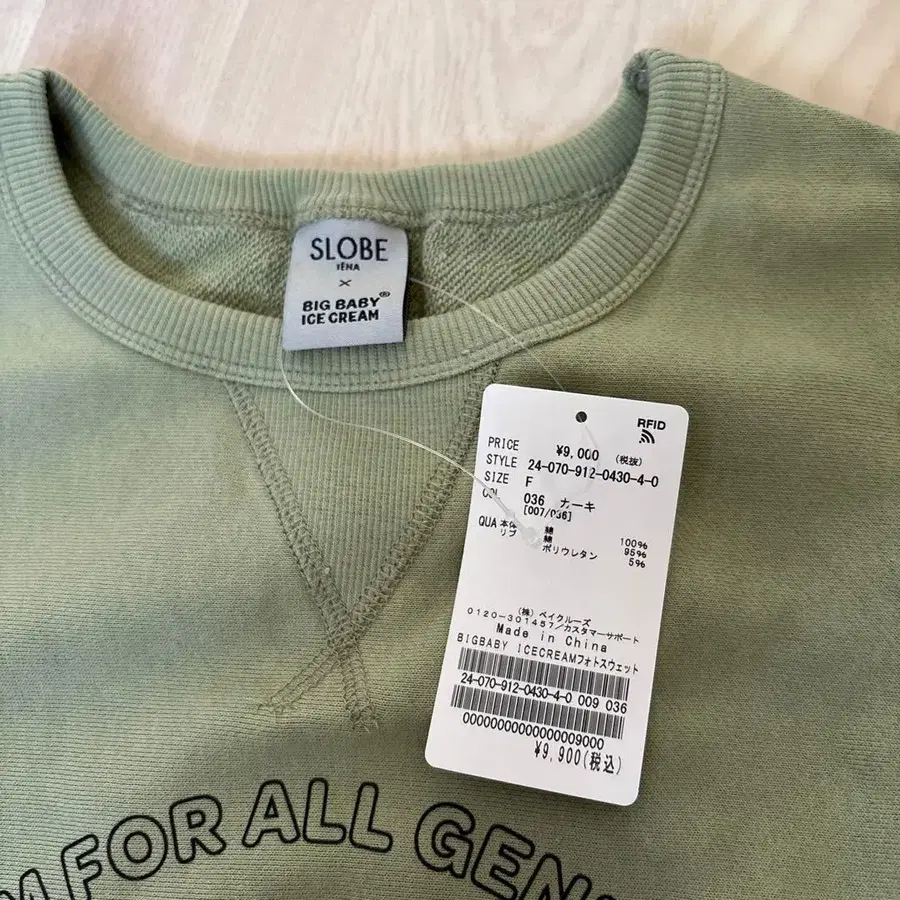 SLOBE
IÉNA
×
BIG BABY®
ICE CREAM
RFID
PRICE ¥9,000 (税抜)
STYLE 24-070-912-0430-4-0
SIZE F
COL 036 カーキ
[007/036]
QUA 本体 綿 100%
リブ 綿 95%
ポリウレタン 5%
(株) ベイクルーズ
0120-301457/カスタマーサポート
Made in China
BIGBABY ICECREAMフォトスウェット
24-070-912-0430-4-0 009 036
00000000000000009000
¥9,900(税込)
FOR ALL GEN